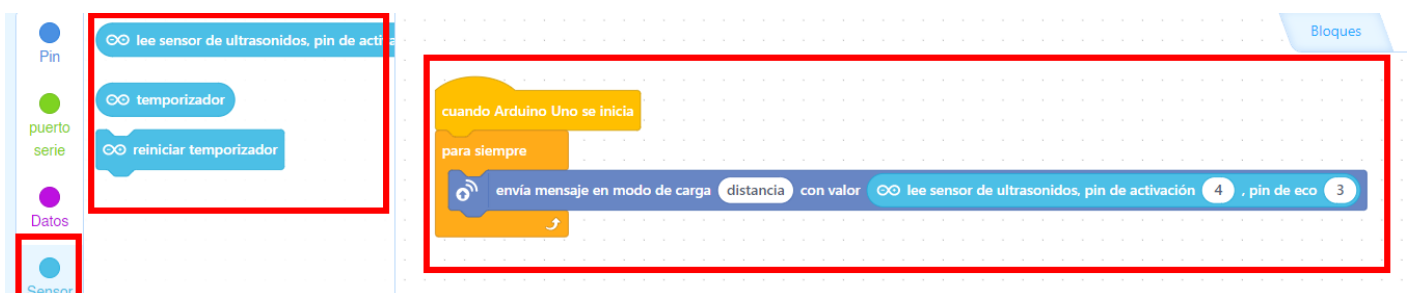 Pin
puerto
serie
Datos
Sensor
lee sensor de ultrasonidos, pin de
temporizador
reiniciar temporizador
Bloques
cuando Arduino Uno se inicia
para siempre
envía mensaje en modo de carga distancia con valor lee sensor de ultrasonidos, pin de activación 4 , pin de eco 3